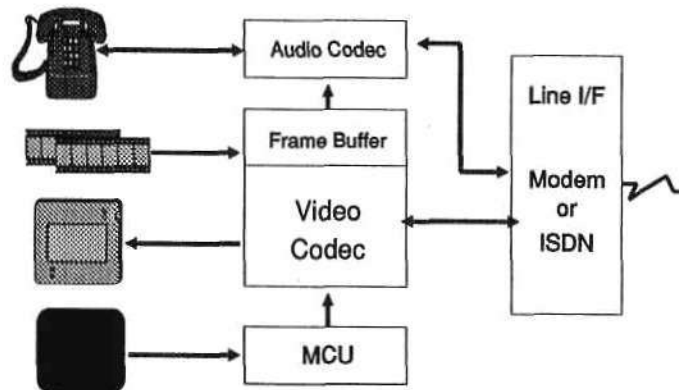 Audio Codec
Frame Buffer
Video
Codec
MCU
Line I/F
Modem
or
ISDN